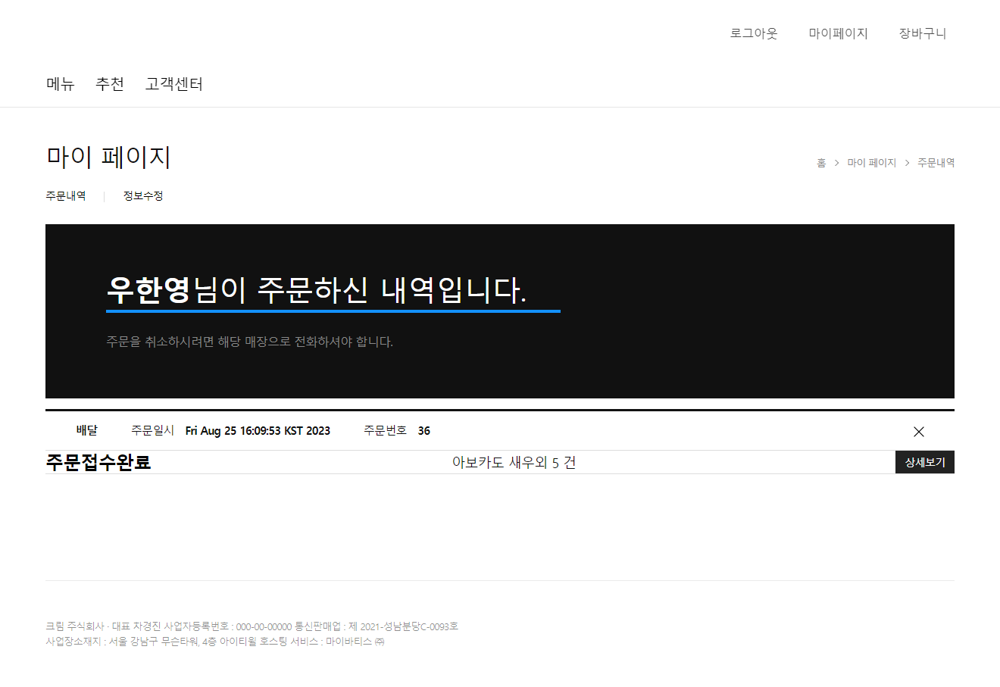 로그아웃 마이페이지 장바구니
메뉴 추천 고객센터
마이 페이지
홈 > 마이 페이지 > 주문내역
주문내역 | 정보수정
우한영님이 주문하신 내역입니다.
주문을 취소하시려면 해당 매장으로 전화하셔야 합니다.
배달 주문일시 Fri Aug 25 16:09:53 KST 2023 주문번호 36
주문접수완료 아보카도 새우외 5 건 상세보기
크림 주식회사 · 대표 차경진 사업자등록번호 : 000-00-00000 통신판매업 : 제 2021-성남분당C-0093호
사업장소재지 : 서울 강남구 무슨타워, 4층 아이티윌 호스팅 서비스 : 마이바티스 ㈜